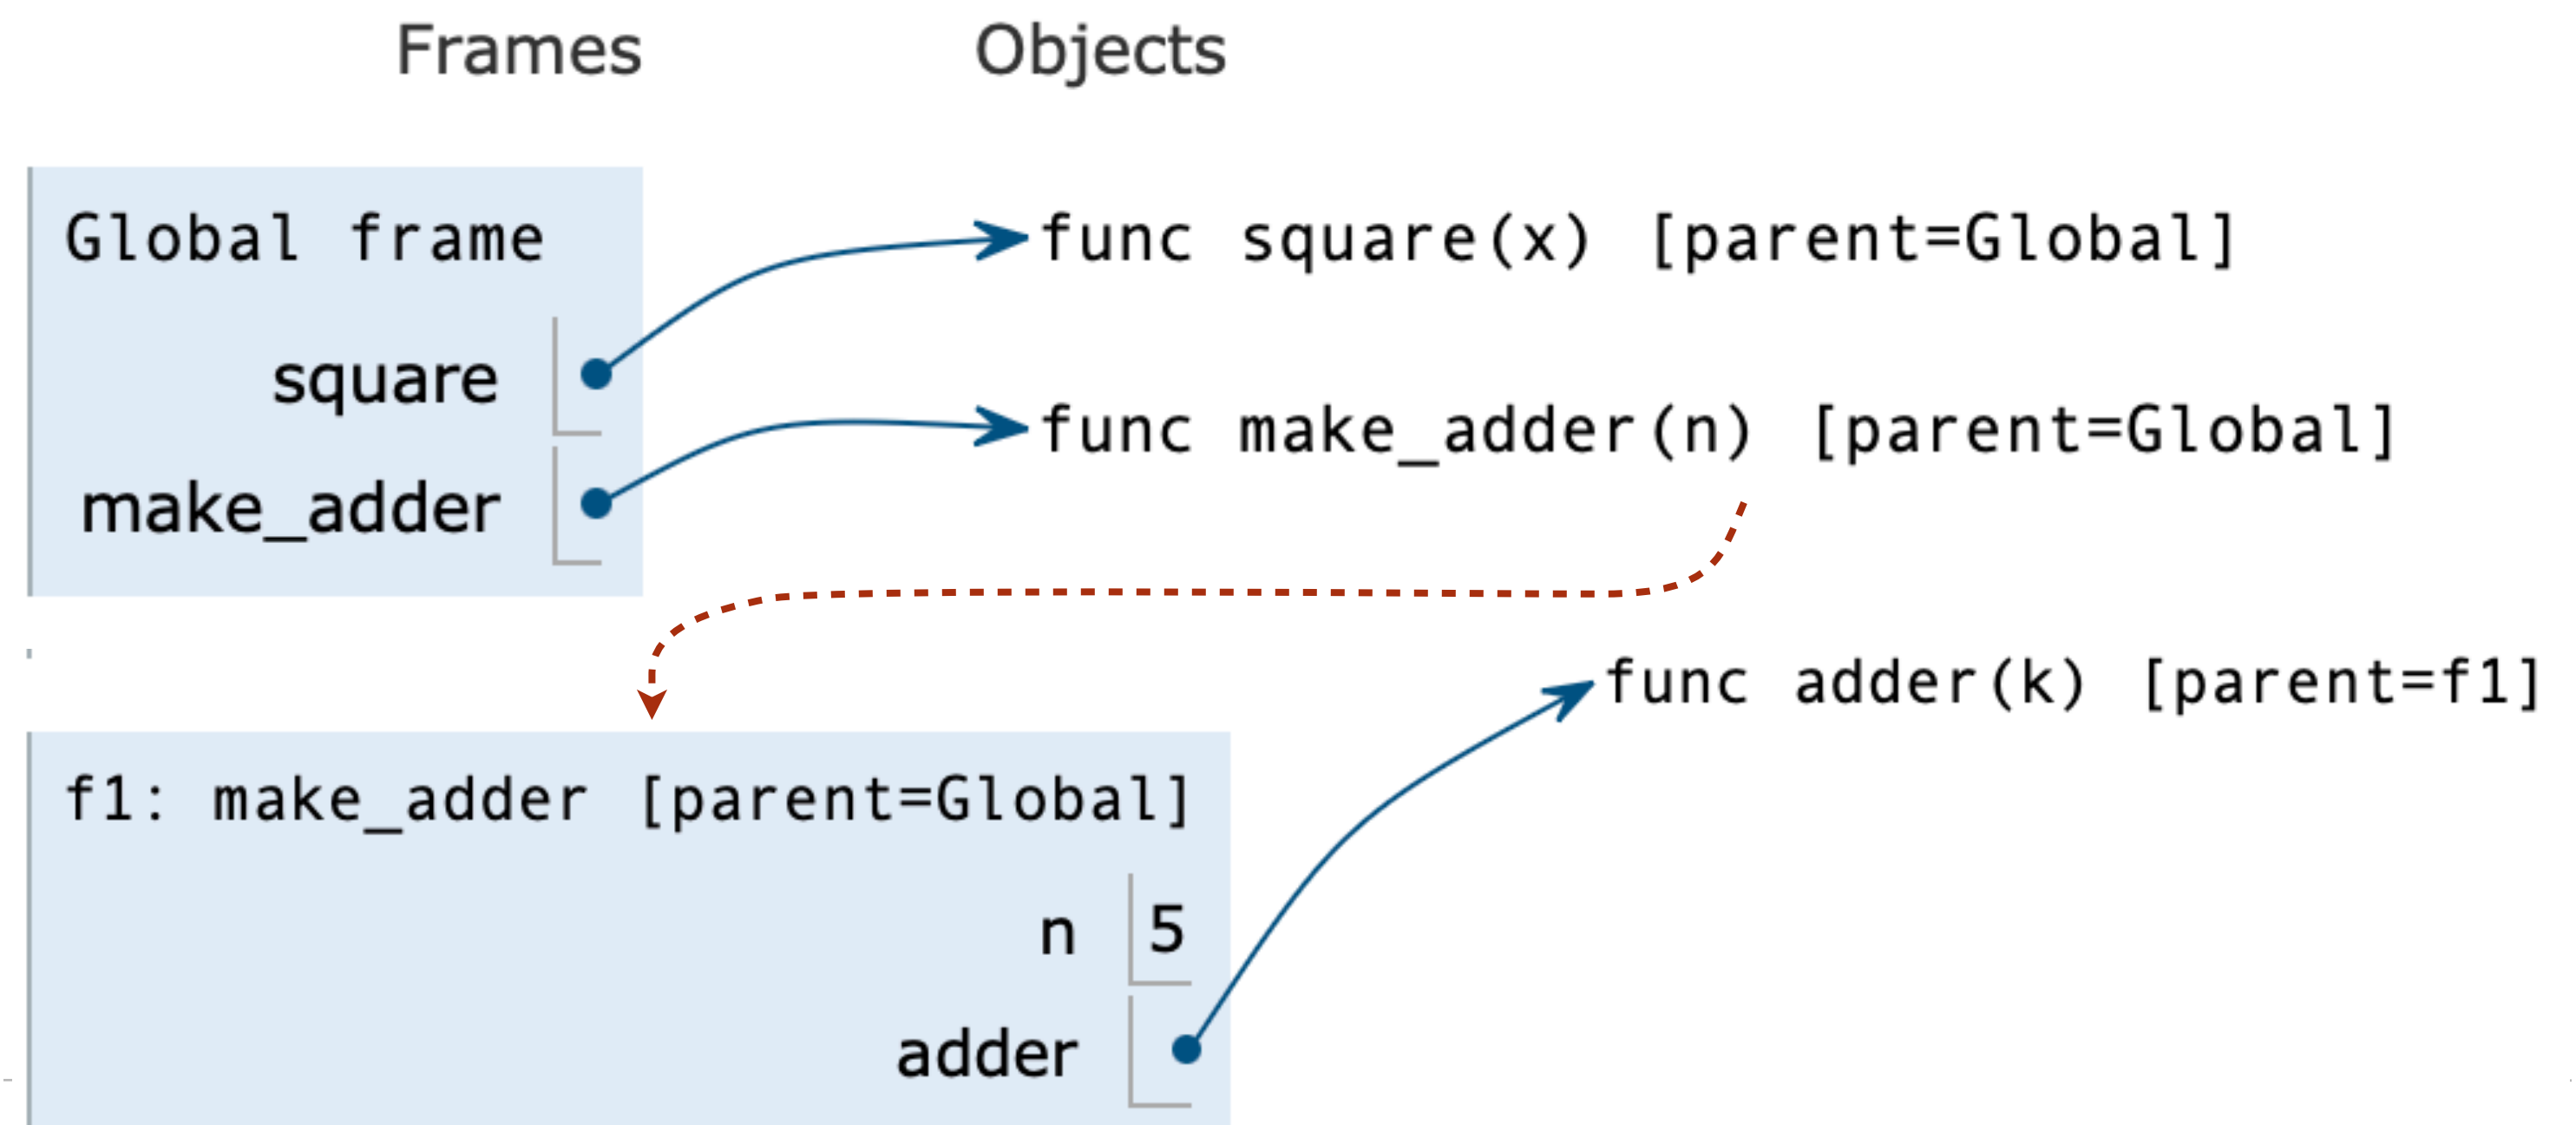 Frames Objects
Global frame
func square(x) [parent=Global]
square
func make_adder(n) [parent=Global]
make_adder
func adder(k) [parent=f1]
f1: make_adder [parent=Global]
n 5
adder